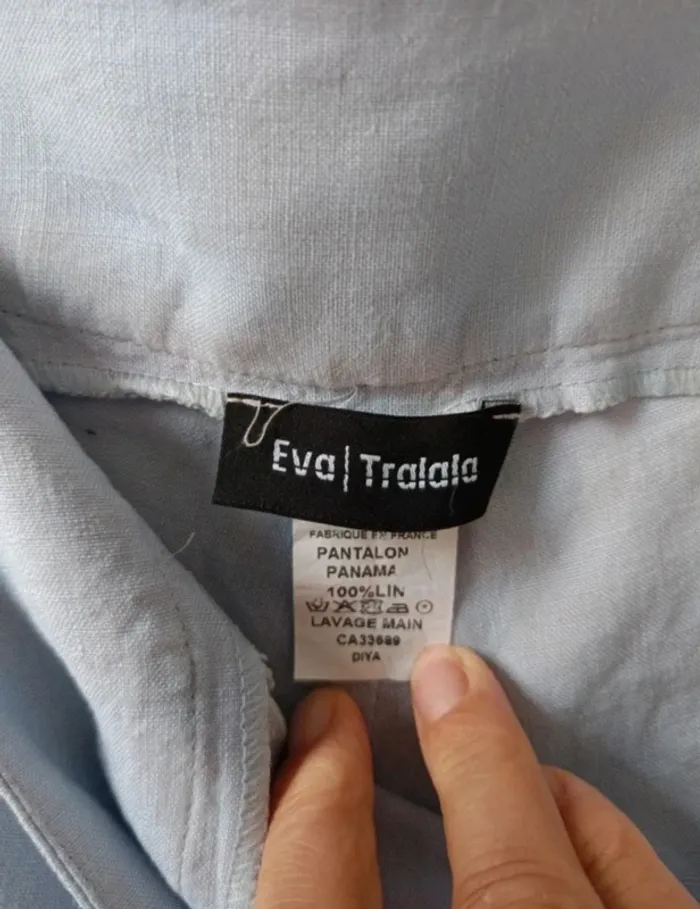 Eva | Tralala
FABRIQUE EN FRANCE
PANTALON
PANAMA
100%LIN
LAVAGE MAIN
CA33689
DIYA